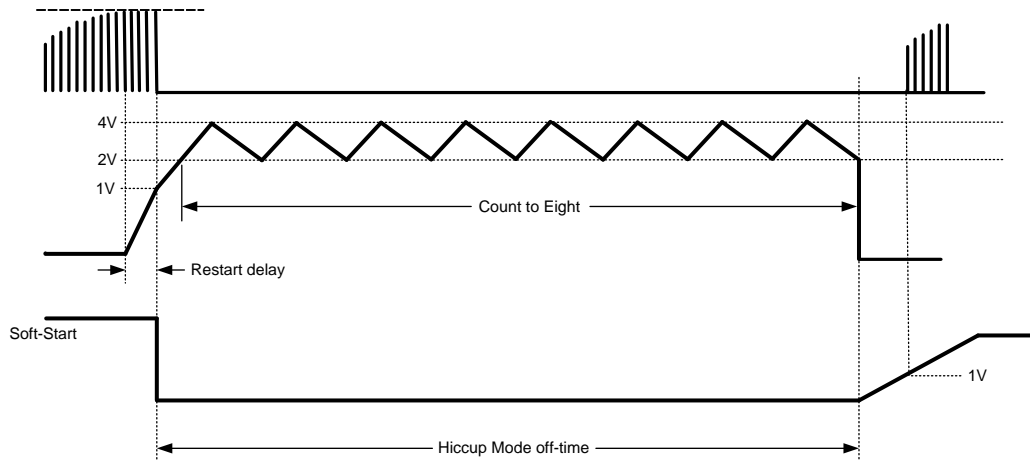 4V
2V
1V
Count to Eight
Restart delay
Soft-Start
1V
Hiccup Mode off-time